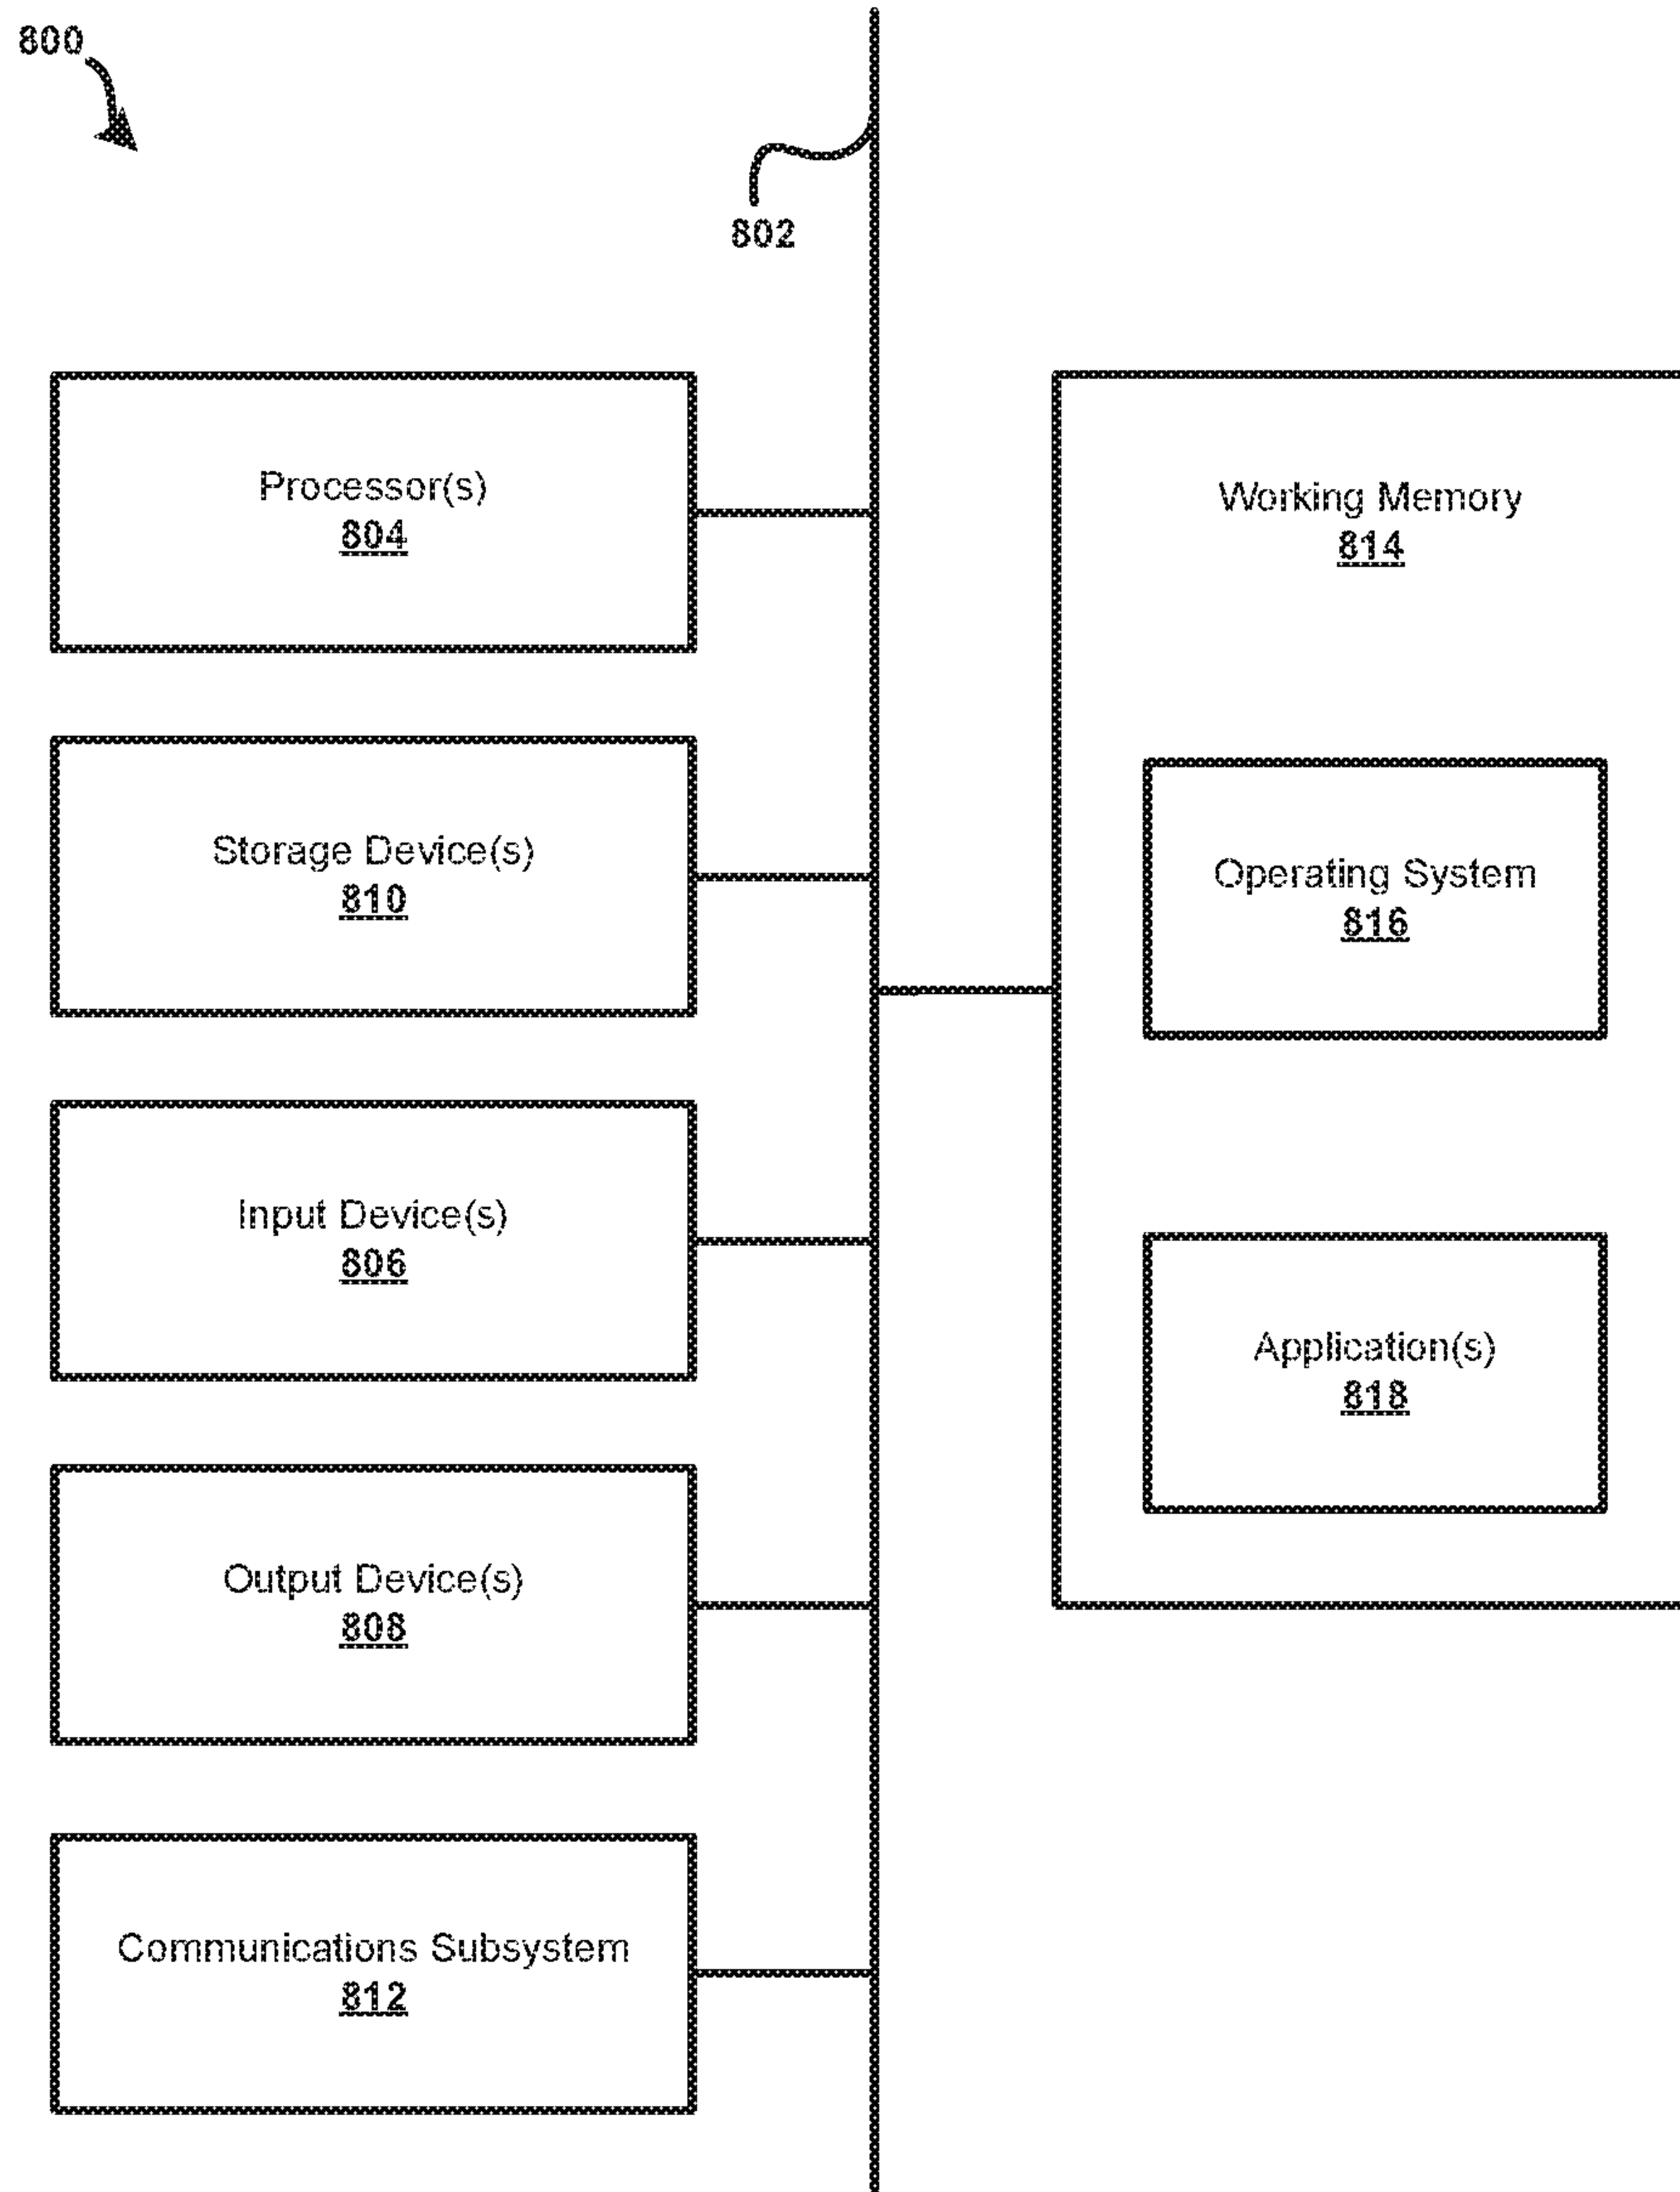 800
802
Processor(s)
804
Storage Device(s)
810
Input Device(s)
806
Output Device(s)
808
Communications Subsystem
812
Working Memory
814
Operating System
816
Application(s)
818